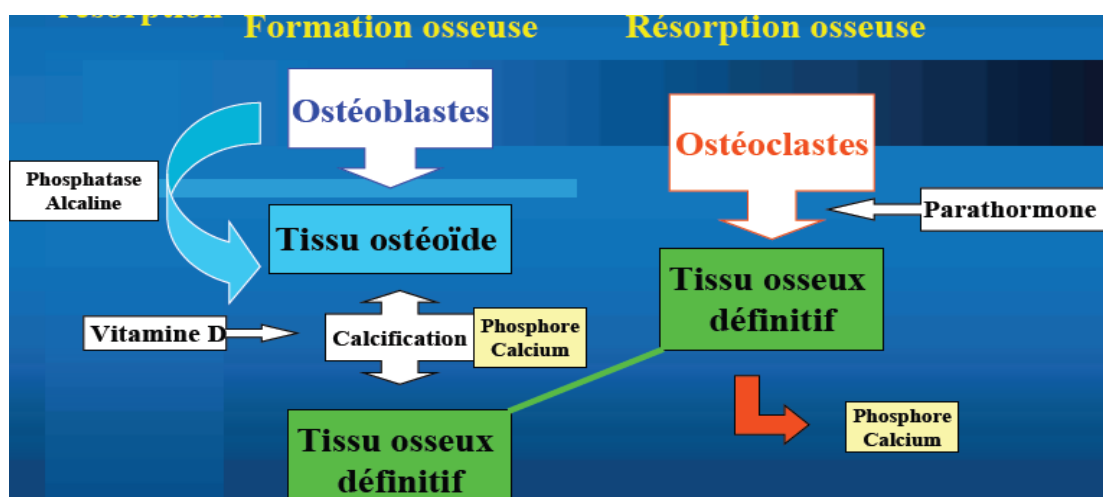 résorption
Formation osseuse
Résorption osseuse
Ostéoblastes
Ostéoclastes
Phosphatase
Alcaline
Parathormone
Tissu ostéoïde
Tissu osseux
définitif
Vitamine D
Calcification
Phosphore
Calcium
Tissu osseux
définitif
Phosphore
Calcium